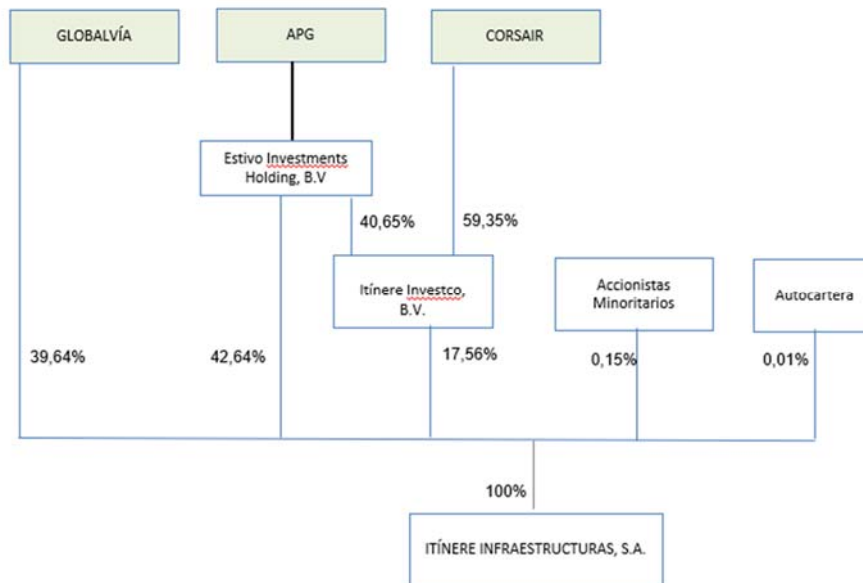 GLOBALVÍA
APG
CORSAIR
Estivo Investments
Holding, B.V
40,65%
59,35%
Itínere Investco,
B.V.
Accionistas
Minoritarios
Autocartera
39,64%
42,64%
17,56%
0,15%
0,01%
100%
ITÍNERE INFRAESTRUCTURAS, S.A.